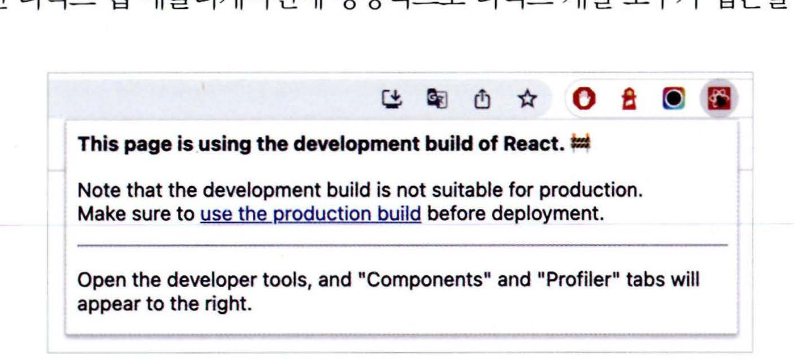 This page is using the development build of React. 🚧
Note that the development build is not suitable for production.
Make sure to use the production build before deployment.
Open the developer tools, and "Components" and "Profiler" tabs will
appear to the right.